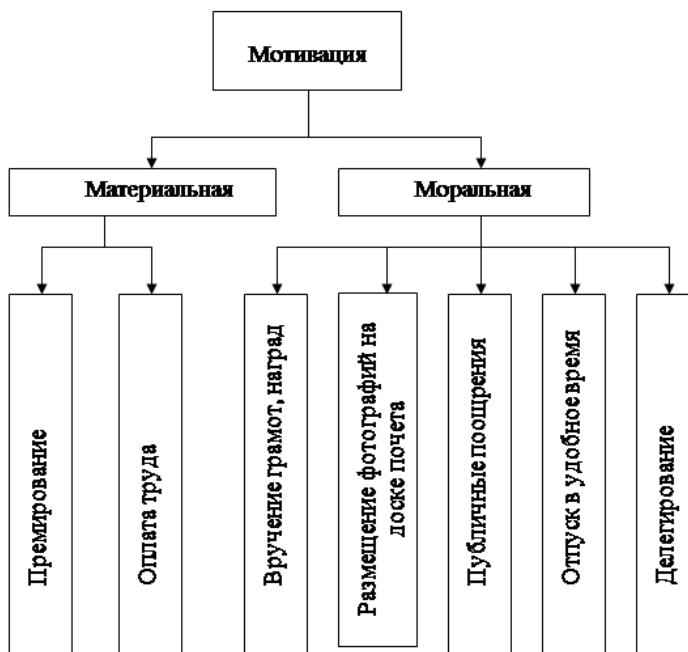 Мотивация
Материальная
Моральная
Премирование
Оплата труда
Вручение грамот, наград
Размещение фотографий на
доске почета
Публичные поощрения
Отпуск в удобное время
Делегирование